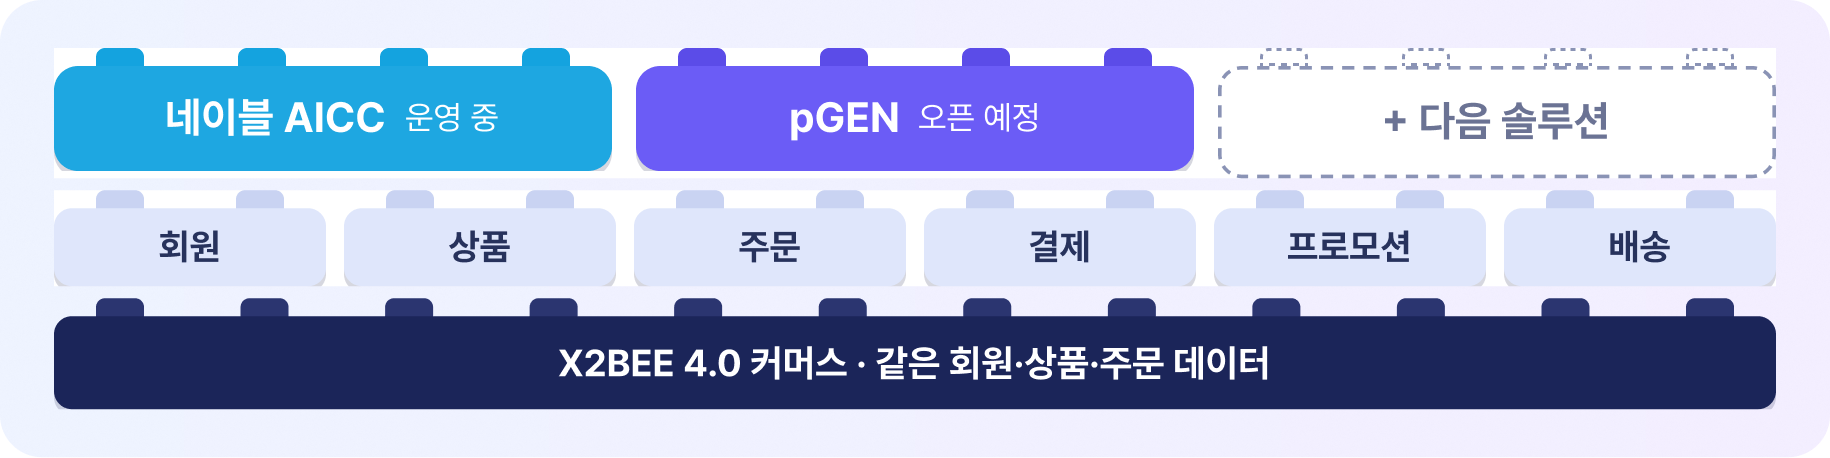 네이블 AICC 운영 중
pGEN 오픈 예정
+ 다음 솔루션
회원
상품
주문
결제
프로모션
배송
X2BEE 4.0 커머스 · 같은 회원·상품·주문 데이터